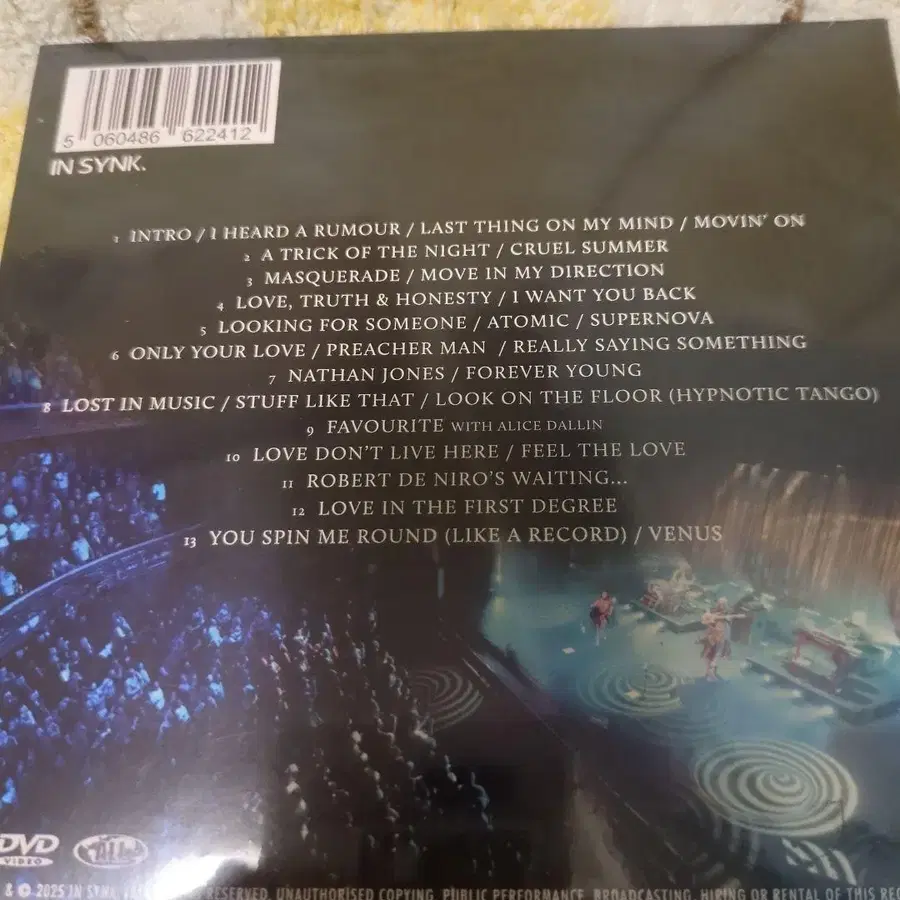 5 060486 622412
IN SYNK.
1 INTRO / I HEARD A RUMOUR / LAST THING ON MY MIND / MOVIN' ON
2 A TRICK OF THE NIGHT / CRUEL SUMMER
3 MASQUERADE / MOVE IN MY DIRECTION
4 LOVE, TRUTH & HONESTY / I WANT YOU BACK
5 LOOKING FOR SOMEONE / ATOMIC / SUPERNOVA
6 ONLY YOUR LOVE / PREACHER MAN / REALLY SAYING SOMETHING
7 NATHAN JONES / FOREVER YOUNG
8 LOST IN MUSIC / STUFF LIKE THAT / LOOK ON THE FLOOR (HYPNOTIC TANGO)
9 FAVOURITE WITH ALICE DALLIN
10 LOVE DON'T LIVE HERE / FEEL THE LOVE
11 ROBERT DE NIRO'S WAITING...
12 LOVE IN THE FIRST DEGREE
13 YOU SPIN ME ROUND (LIKE A RECORD) / VENUS
DVD
VIDEO
ALL
& © 2025 IN SYNK. RESERVED. UNAUTHORISED COPYING, PUBLIC PERFORMANCE, BROADCASTING, HIRING OR RENTAL OF THIS